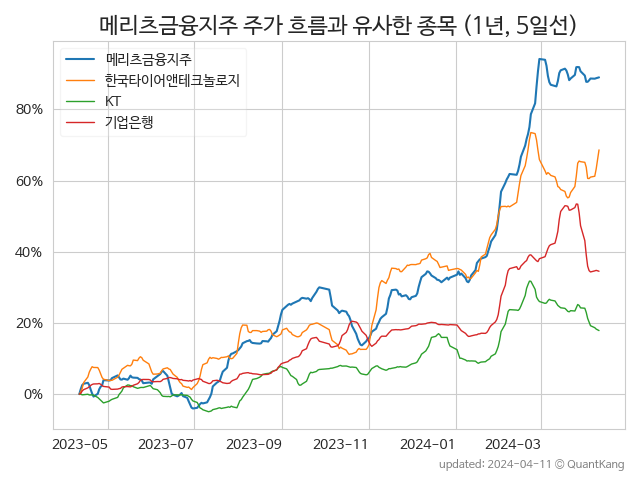 메리츠금융지주 주가 흐름과 유사한 종목 (1년, 5일선)
메리츠금융지주
한국타이어앤테크놀로지
KT
기업은행
80%
60%
40%
20%
0%
2023-05 2023-07 2023-09 2023-11 2024-01 2024-03
updated: 2024-04-11 © QuantKang